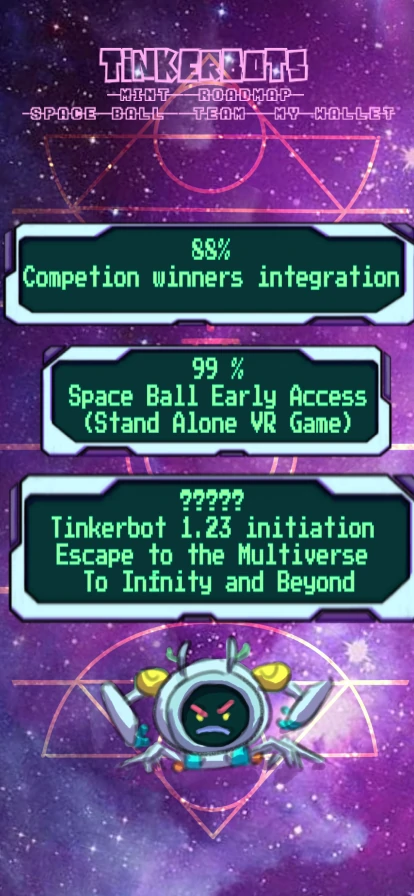 TiNKERBOTS
MINT ROADMAP
SPACE BALL TEAM MY WALLET
88%
Competion winners integration
99 %
Space Ball Early Access
(Stand Alone VR Game)
?????
Tinkerbot 1.23 initiation
Escape to the Multiverse
To Infinity and Beyond